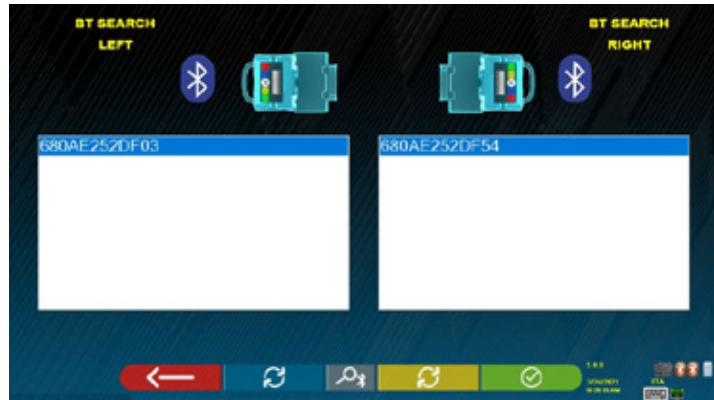 BT SEARCH
LEFT
BT SEARCH
RIGHT
680AE252DF03
680AE252DF54
ITA